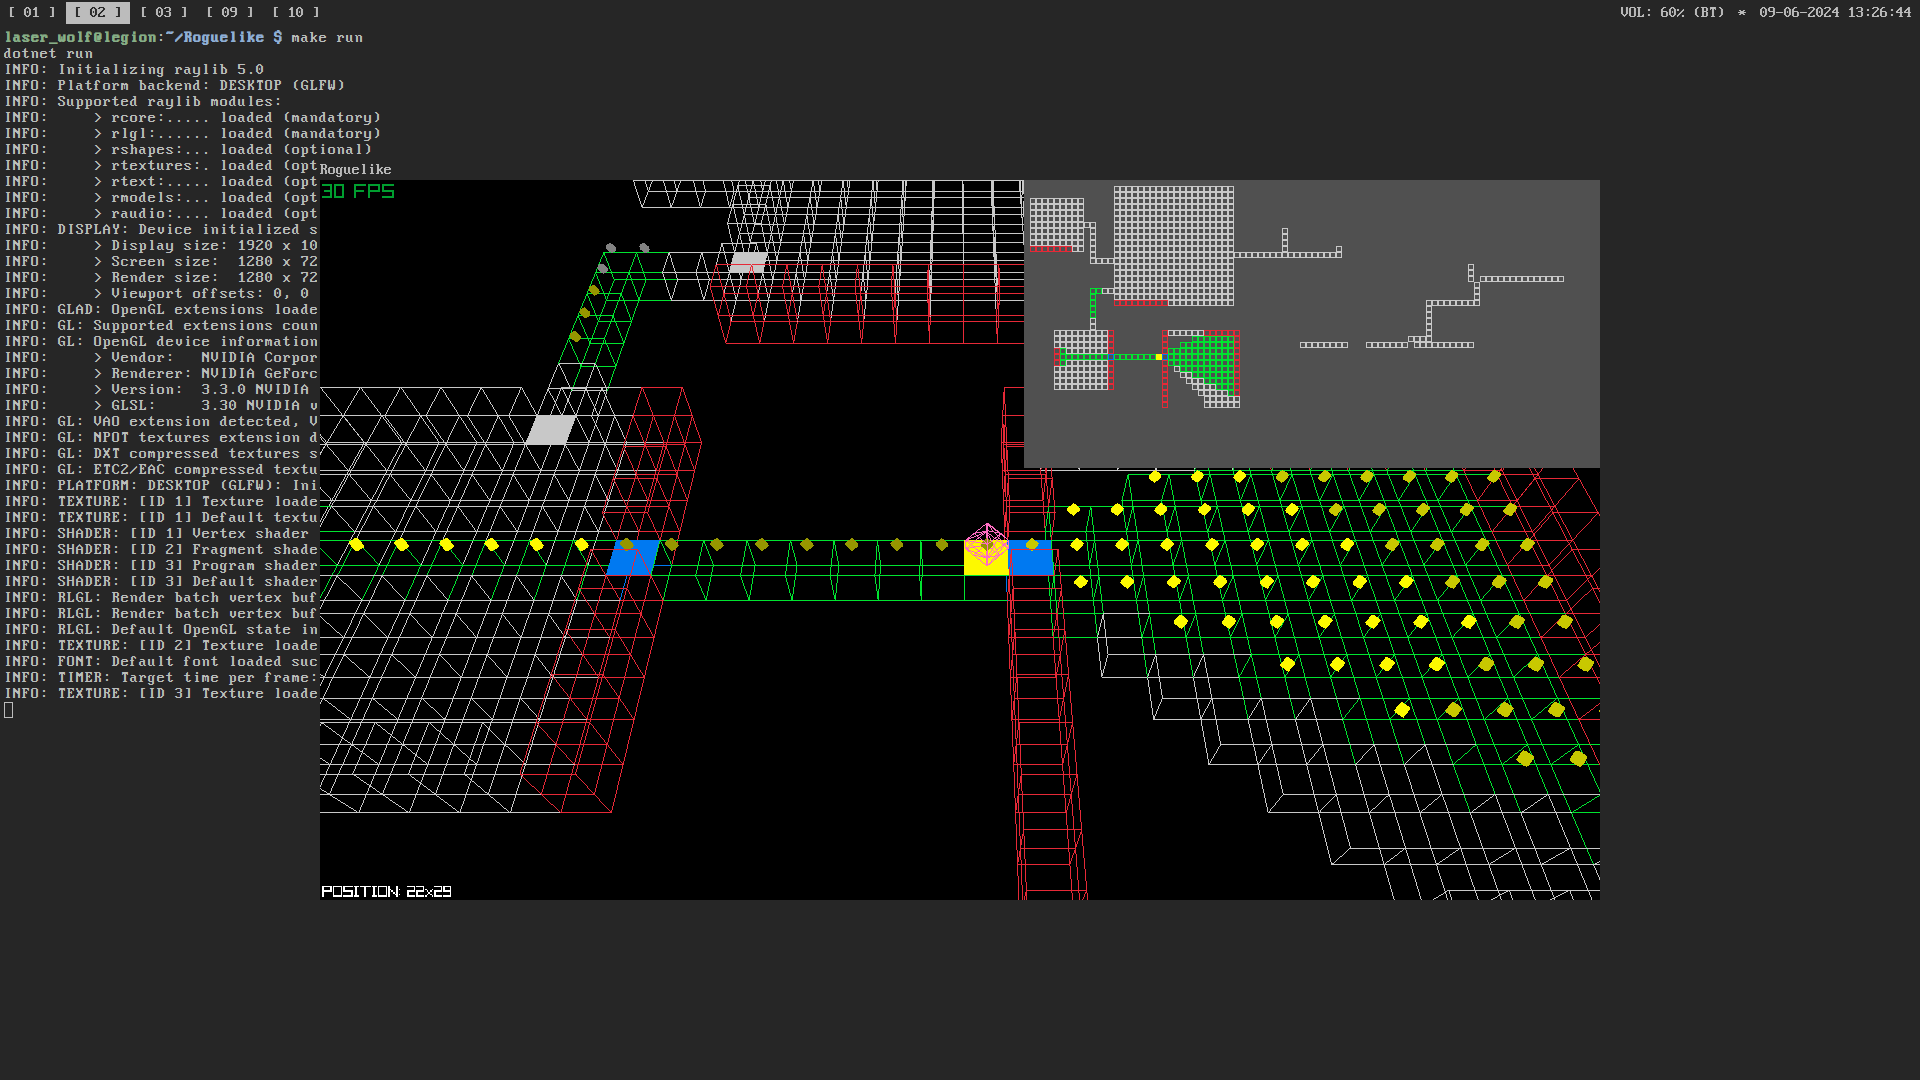 [ 01 ] [ 02 ] [ 03 ] [ 09 ] [ 10 ] VOL: 60% (BT) * 09-06-2024 13:26:44
laser_wolf@legion:~/Roguelike $ make run
dotnet run
INFO: Initializing raylib 5.0
INFO: Platform backend: DESKTOP (GLFW)
INFO: Supported raylib modules:
INFO:     > rcore:..... loaded (mandatory)
INFO:     > rlgl:...... loaded (mandatory)
INFO:     > rshapes:... loaded (optional)
INFO:     > rtextures:. loaded (opt
INFO:     > rtext:..... loaded (opt
INFO:     > rmodels:... loaded (opt
INFO:     > raudio:.... loaded (opt
INFO: DISPLAY: Device initialized s
INFO:     > Display size: 1920 x 10
INFO:     > Screen size:  1280 x 72
INFO:     > Render size:  1280 x 72
INFO:     > Viewport offsets: 0, 0
INFO: GLAD: OpenGL extensions loade
INFO: GL: Supported extensions coun
INFO: GL: OpenGL device information
INFO:     > Vendor:   NVIDIA Corpor
INFO:     > Renderer: NVIDIA GeForc
INFO:     > Version:  3.3.0 NVIDIA
INFO:     > GLSL:     3.30 NVIDIA v
INFO: GL: VAO extension detected, V
INFO: GL: NPOT textures extension d
INFO: GL: DXT compressed textures s
INFO: GL: ETC2/EAC compressed textu
INFO: PLATFORM: DESKTOP (GLFW): Ini
INFO: TEXTURE: [ID 1] Texture loade
INFO: TEXTURE: [ID 1] Default textu
INFO: SHADER: [ID 1] Vertex shader
INFO: SHADER: [ID 2] Fragment shade
INFO: SHADER: [ID 3] Program shader
INFO: SHADER: [ID 3] Default shader
INFO: RLGL: Render batch vertex buf
INFO: RLGL: Render batch vertex buf
INFO: RLGL: Default OpenGL state in
INFO: TEXTURE: [ID 2] Texture loade
INFO: FONT: Default font loaded suc
INFO: TIMER: Target time per frame:
INFO: TEXTURE: [ID 3] Texture loade
Roguelike
30 FPS
POSITION: 22x29